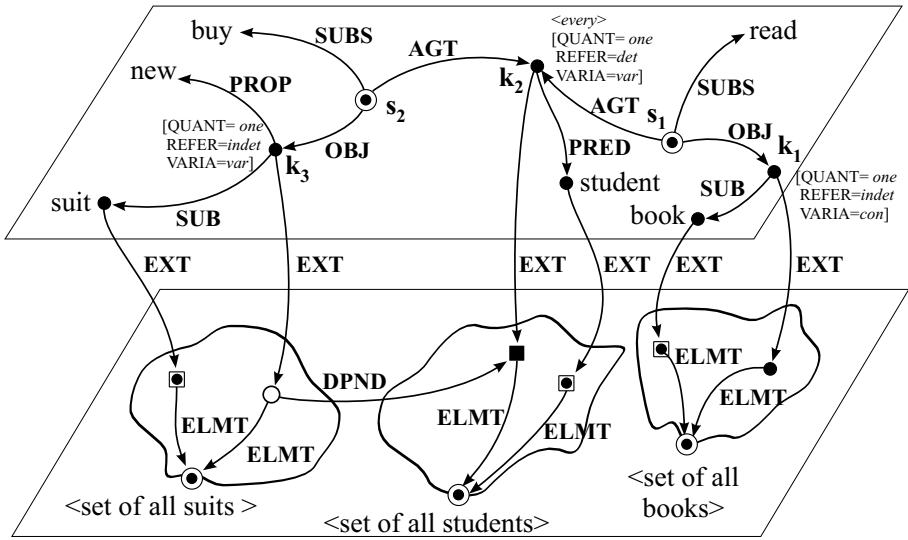 buy
SUBS
AGT
<every>
[QUANT= one
REFER=det
VARIA=var]
read
new
PROP
k2
AGT
s1
SUBS
s2
[QUANT= one
REFER=indet
VARIA=var]
k3
OBJ
PRED
OBJ
k1
suit
SUB
student
SUB
book
[QUANT= one
REFER=indet
VARIA=con]
EXT
EXT
EXT
EXT
EXT
EXT
DPND
ELMT
ELMT
ELMT
ELMT
ELMT
ELMT
<set of all suits >
<set of all students>
<set of all
books>